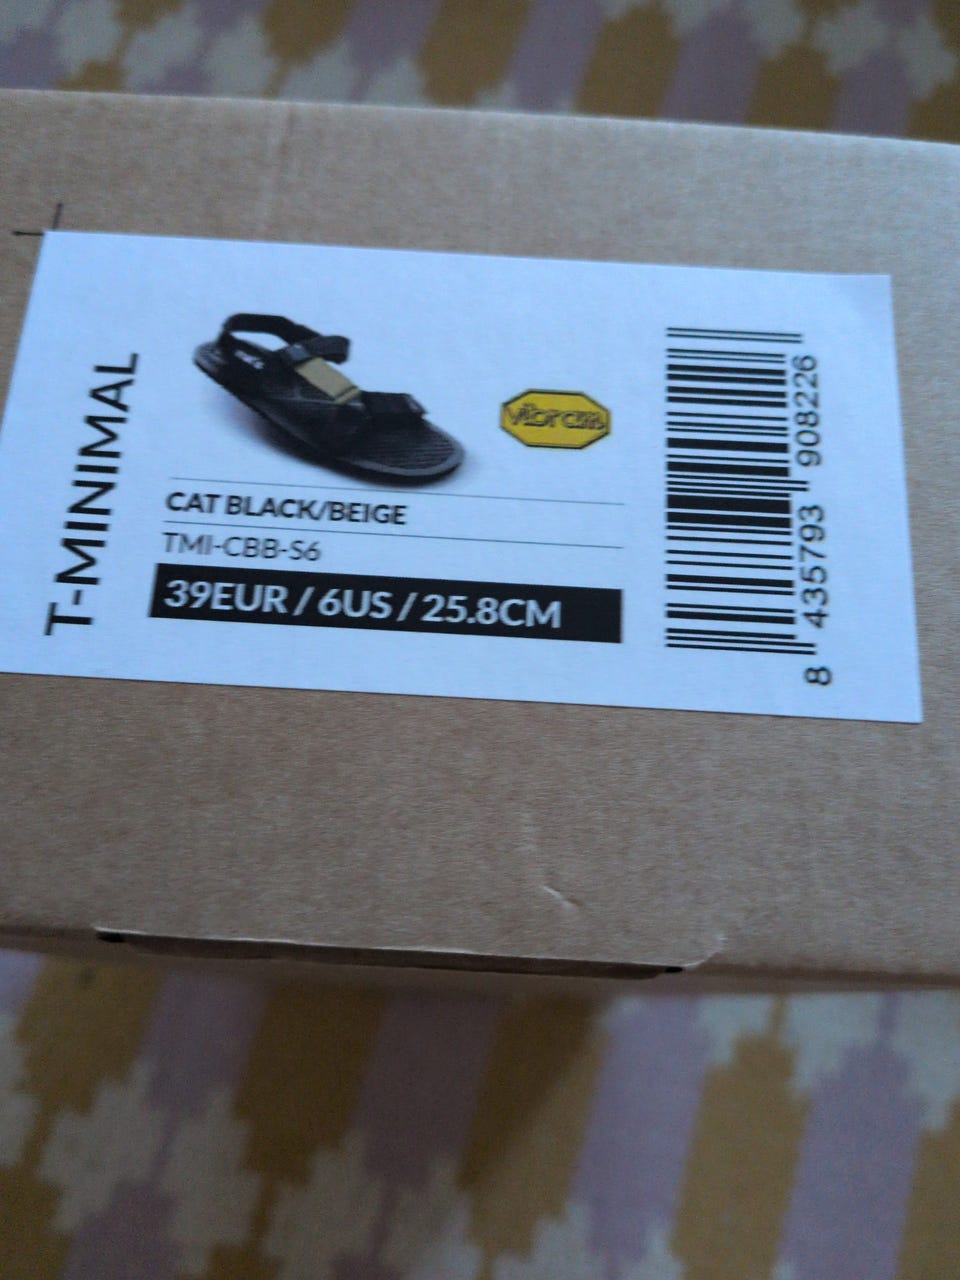 T-MINIMAL
Vibram
CAT BLACK/BEIGE
TMI-CBB-S6
39EUR / 6US / 25.8CM
8 435793 908226